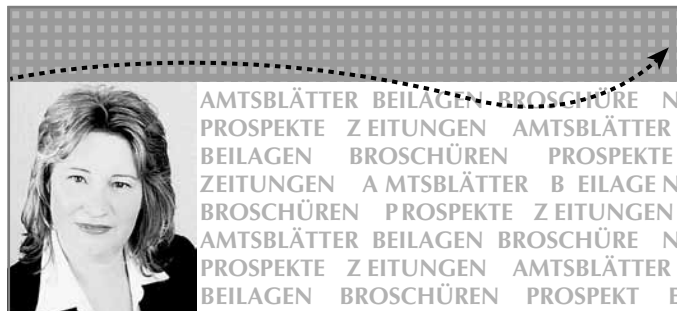 AMTSBLÄTTER BEILAGEN BROSCHÜRE N
PROSPEKTE Z EITUNGEN AMTSBLÄTTER
BEILAGEN BROSCHÜREN PROSPEKTE
ZEITUNGEN A MTSBLÄTTER B EILAGE N
BROSCHÜREN PROSPEKTE Z EITUNGEN
AMTSBLÄTTER BEILAGEN BROSCHÜRE N
PROSPEKTE Z EITUNGEN AMTSBLÄTTER
BEILAGEN BROSCHÜREN PROSPEKT E